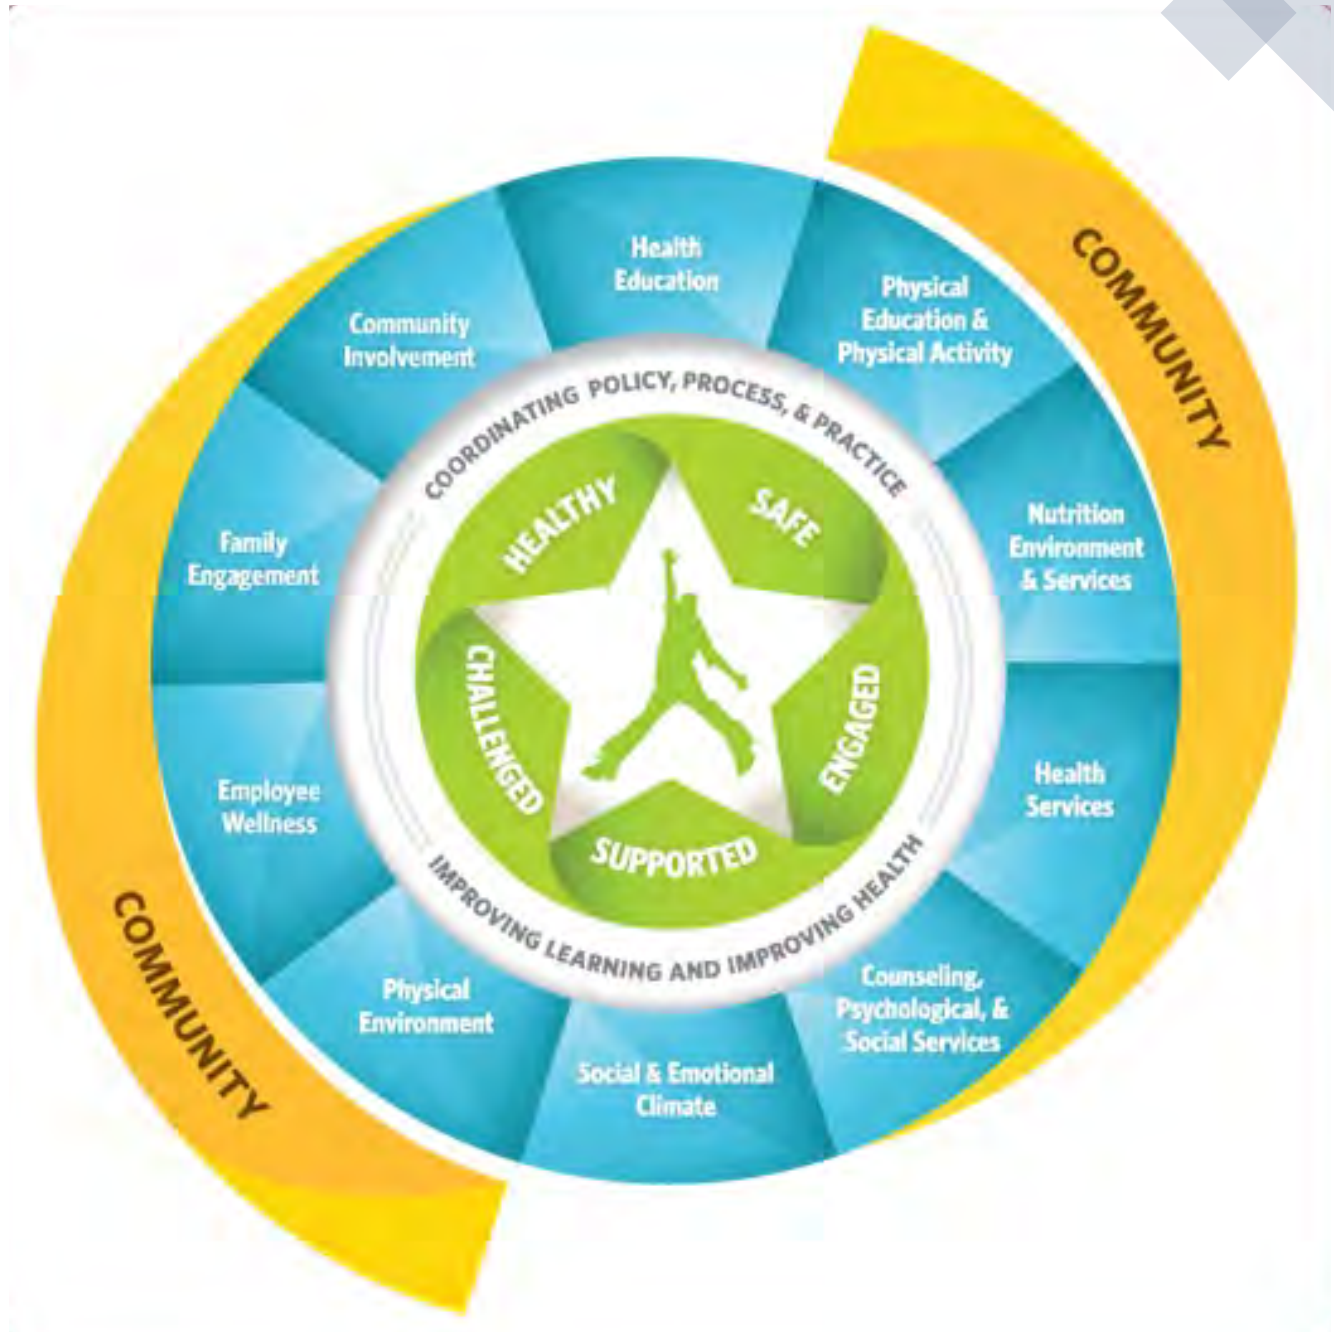 COMMUNITY
Health
Education
Physical
Education &
Physical Activity
Nutrition
Environment
& Services
Health
Services
Counseling,
Psychological, &
Social Services
Social & Emotional
Climate
Physical
Environment
Employee
Wellness
Family
Engagement
Community
Involvement
COORDINATING POLICY, PROCESS, & PRACTICE
IMPROVING LEARNING AND IMPROVING HEALTH
HEALTHY
SAFE
ENGAGED
SUPPORTED
CHALLENGED
COMMUNITY